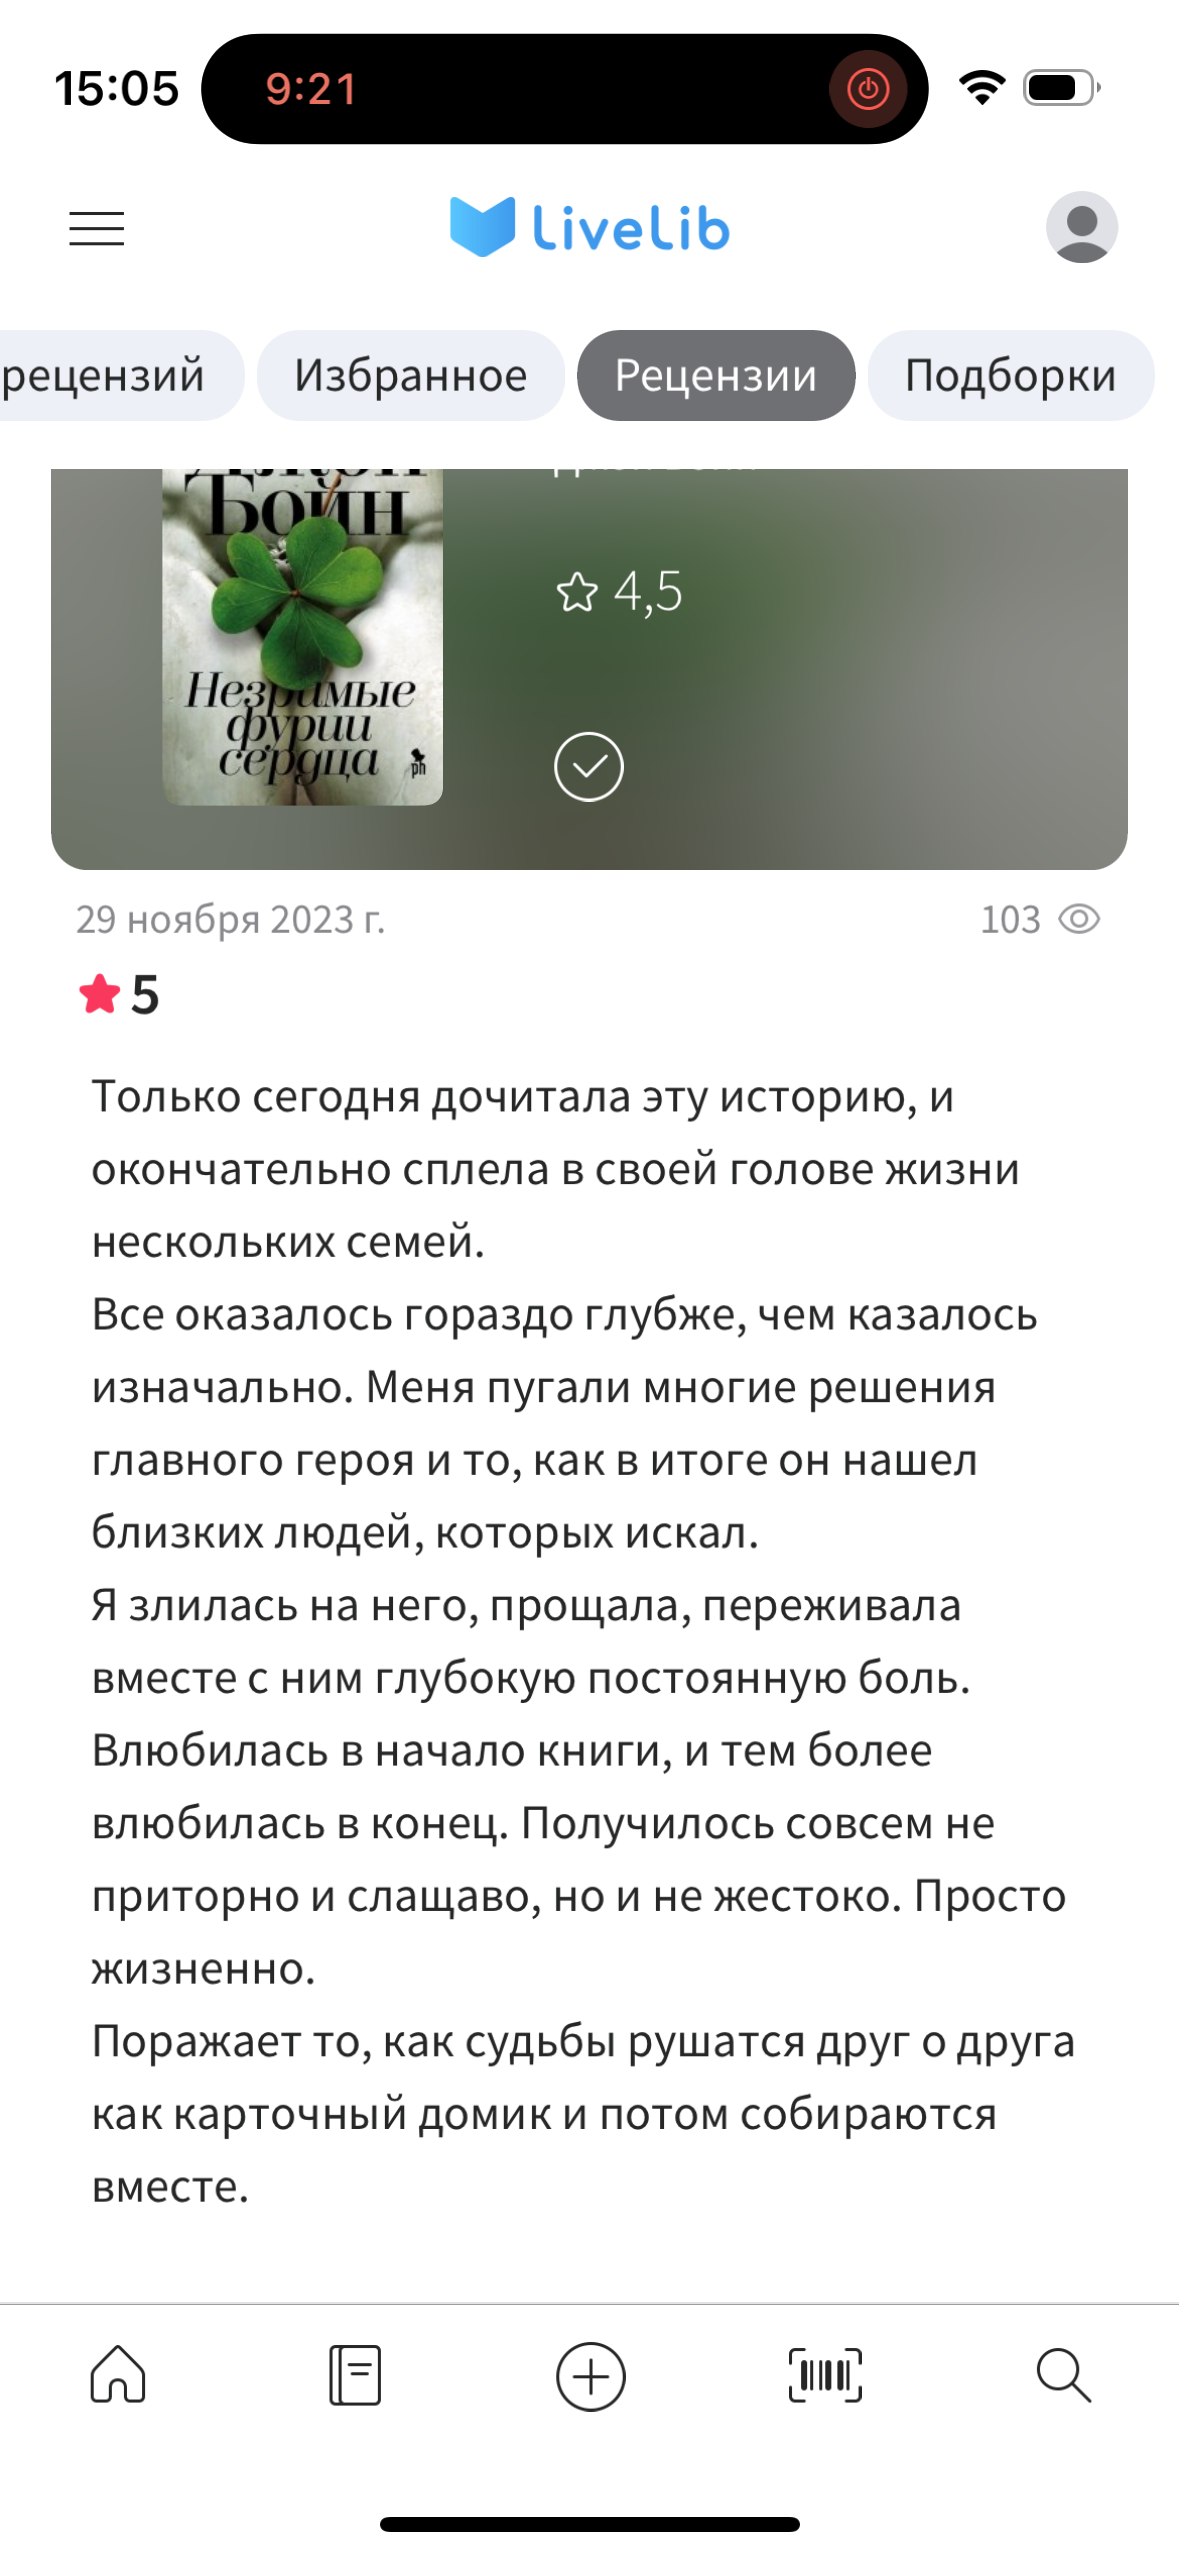 15:05
9:21
livelib
рецензий
Избранное
Рецензии
Подборки
Джон
Бойн
Незримые
фурии
сердца
ph
4,5
29 ноября 2023 г.
103
5
Только сегодня дочитала эту историю, и
окончательно сплела в своей голове жизни
нескольких семей.
Все оказалось гораздо глубже, чем казалось
изначально. Меня пугали многие решения
главного героя и то, как в итоге он нашел
близких людей, которых искал.
Я злилась на него, прощала, переживала
вместе с ним глубокую постоянную боль.
Влюбилась в начало книги, и тем более
влюбилась в конец. Получилось совсем не
приторно и слащаво, но и не жестоко. Просто
жизненно.
Поражает то, как судьбы рушатся друг о друга
как карточный домик и потом собираются
вместе.